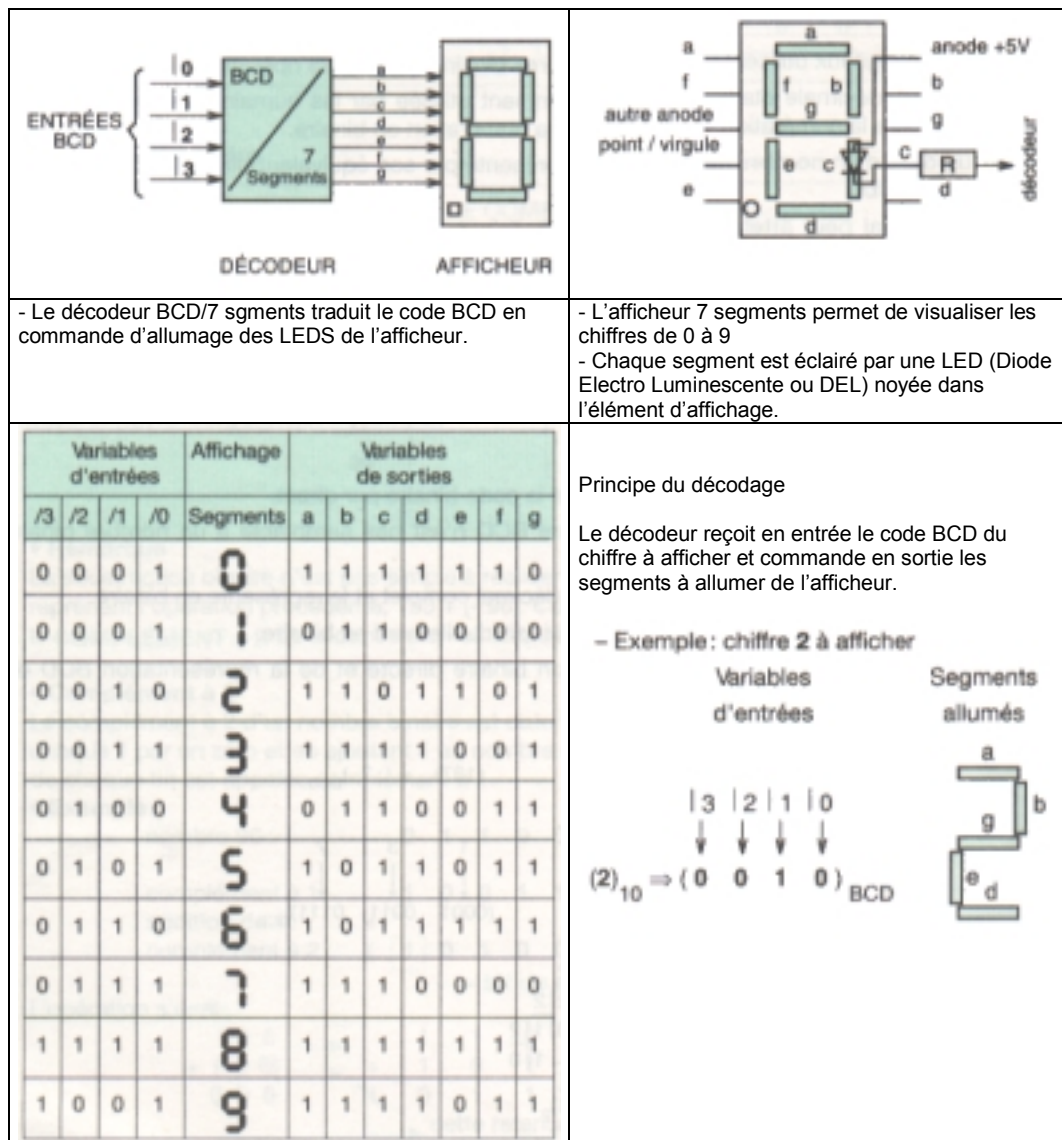 ENTRÉES
BCD
I0
I1
I2
I3
BCD
7
Segments
a
b
c
d
e
f
g
DÉCODEUR
AFFICHEUR
a
f
autre anode
point / virgule
e
a
f
b
g
e
c
d
anode +5V
b
g
c
R
d
décodeur
- Le décodeur BCD/7 sgments traduit le code BCD en
commande d'allumage des LEDS de l'afficheur.
- L'afficheur 7 segments permet de visualiser les
chiffres de 0 à 9
- Chaque segment est éclairé par une LED (Diode
Electro Luminescente ou DEL) noyée dans
l'élément d'affichage.
Variables Affichage Variables
d'entrées de sorties
/3 /2 /1 /0 Segments a b c d e f g
0 0 0 1 0 1 1 1 1 1 1 0
0 0 0 1 1 0 1 1 0 0 0 0
0 0 1 0 2 1 1 0 1 1 0 1
0 0 1 1 3 1 1 1 1 0 0 1
0 1 0 0 4 0 1 1 0 0 1 1
0 1 0 1 5 1 0 1 1 0 1 1
0 1 1 0 6 1 0 1 1 1 1 1
0 1 1 1 7 1 1 1 0 0 0 0
1 1 1 1 8 1 1 1 1 1 1 1
1 0 0 1 9 1 1 1 1 0 1 1
Principe du décodage
Le décodeur reçoit en entrée le code BCD du
chiffre à afficher et commande en sortie les
segments à allumer de l'afficheur.
– Exemple : chiffre 2 à afficher
Variables Segments
d'entrées allumés
I3 I2 I1 I0
(2)10 ⇒ ( 0 0 1 0 )BCD
a
b
g
e
d